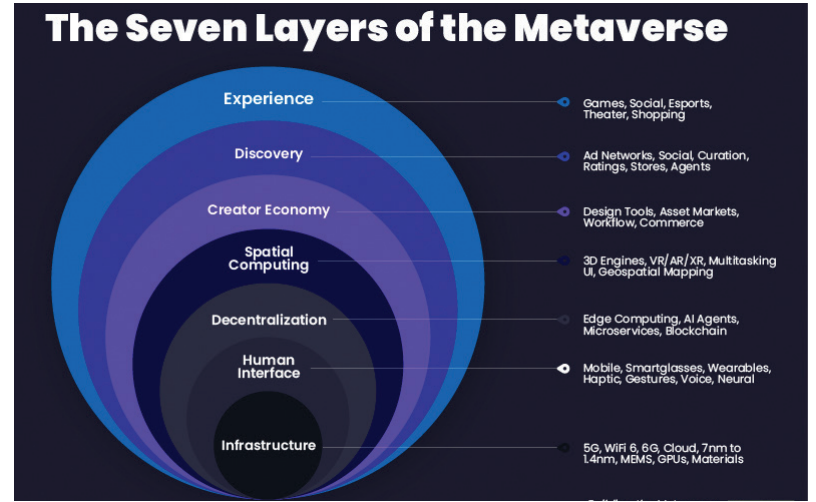 The Seven Layers of the Metaverse
Experience
Games, Social, Esports,
Theater, Shopping
Discovery
Ad Networks, Social, Curation,
Ratings, Stores, Agents
Creator Economy
Design Tools, Asset Markets,
Workflow, Commerce
Spatial
Computing
3D Engines, VR/AR/XR, Multitasking
UI, Geospatial Mapping
Decentralization
Edge Computing, AI Agents,
Microservices, Blockchain
Human
Interface
Mobile, Smartglasses, Wearables,
Haptic, Gestures, Voice, Neural
Infrastructure
5G, WiFi 6, 6G, Cloud, 7nm to
1.4nm, MEMS, GPUs, Materials